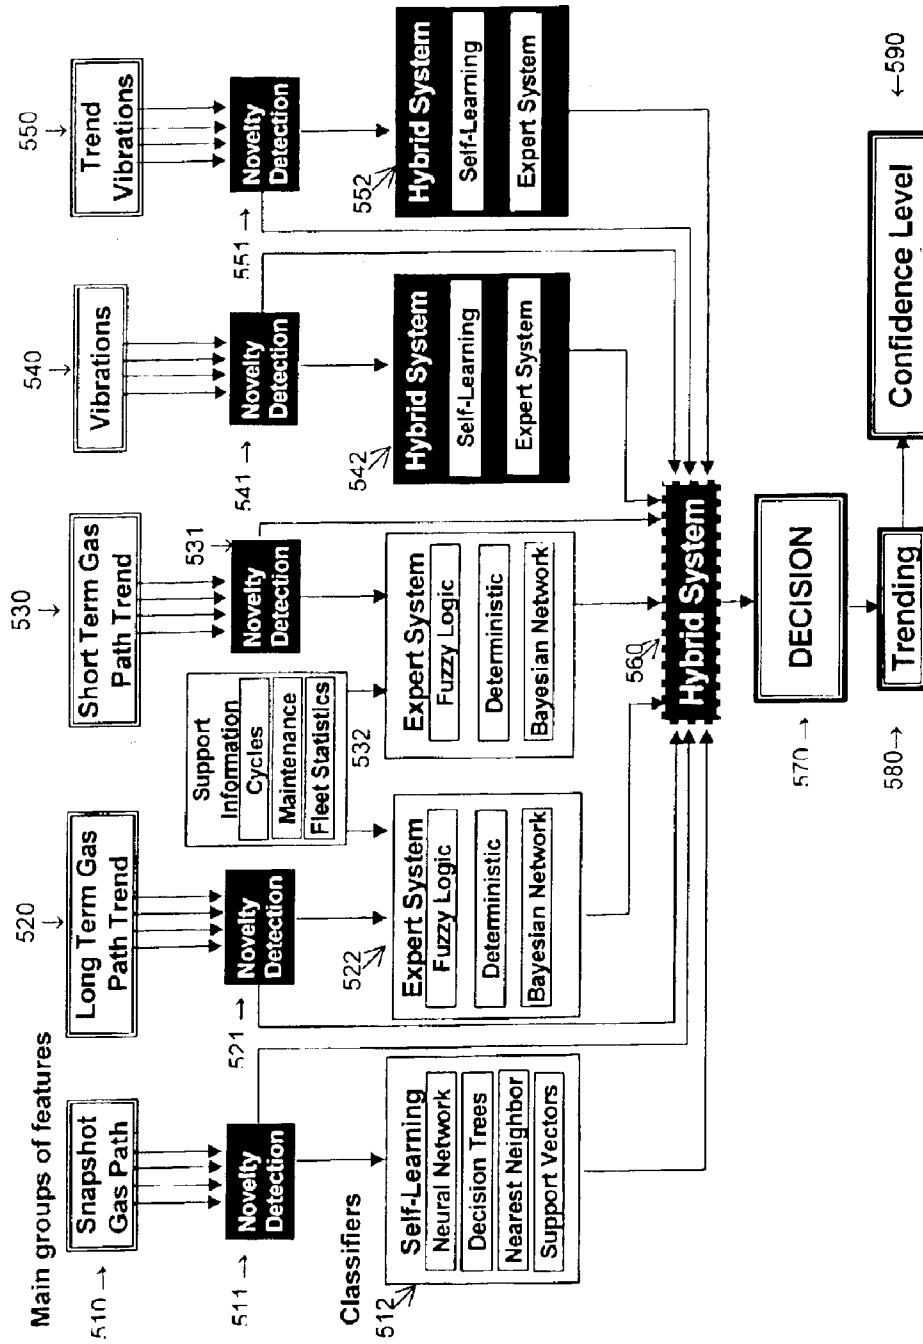 Main groups of features
510 →
Snapshot
Gas Path
520
↓
Long Term Gas
Path Trend
530
↓
Short Term Gas
Path Trend
540
↓
Vibrations
550
↓
Trend
Vibrations
511 →
Novelty
Detection
521 →
Novelty
Detection
Support
Information
Cycles
Maintenance
Fleet Statistics
531
Novelty
Detection
541 →
Novelty
Detection
551 →
Novelty
Detection
Classifiers
512
Self-Learning
Neural Network
Decision Trees
Nearest Neighbor
Support Vectors
522
Expert System
Fuzzy Logic
Deterministic
Bayesian Network
532
Expert System
Fuzzy Logic
Deterministic
Bayesian Network
542
Hybrid System
Self-Learning
Expert System
552
Hybrid System
Self-Learning
Expert System
560
Hybrid System
570 →
DECISION
580→
Trending
Confidence Level
←590